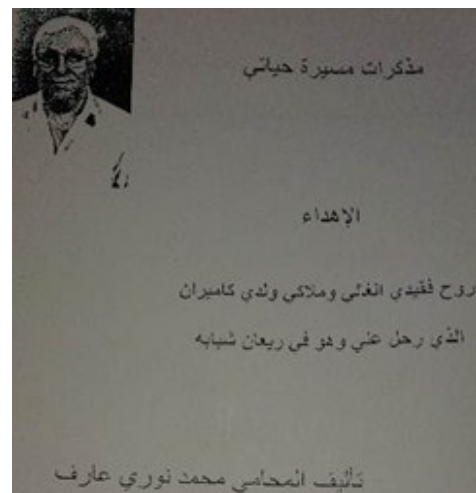 مذكرات مسيرة حياتي
الإهداء
روح فقيدي الغالي وملاكي ولدي كاميران
الذي رحل عني وهو في ريعان شبابه
تأليف المحامي محمد نوري عارف